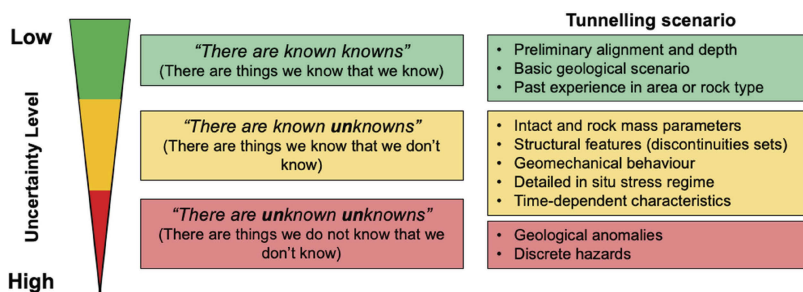 Tunnelling scenario
Low
Uncertainty Level
High
“There are known knowns”
(There are things we know that we know)
• Preliminary alignment and depth
• Basic geological scenario
• Past experience in area or rock type
“There are known unknowns”
(There are things we know that we don’t
know)
• Intact and rock mass parameters
• Structural features (discontinuities sets)
• Geomechanical behaviour
• Detailed in situ stress regime
• Time-dependent characteristics
“There are unknown unknowns”
(There are things we do not know that we
don’t know)
• Geological anomalies
• Discrete hazards